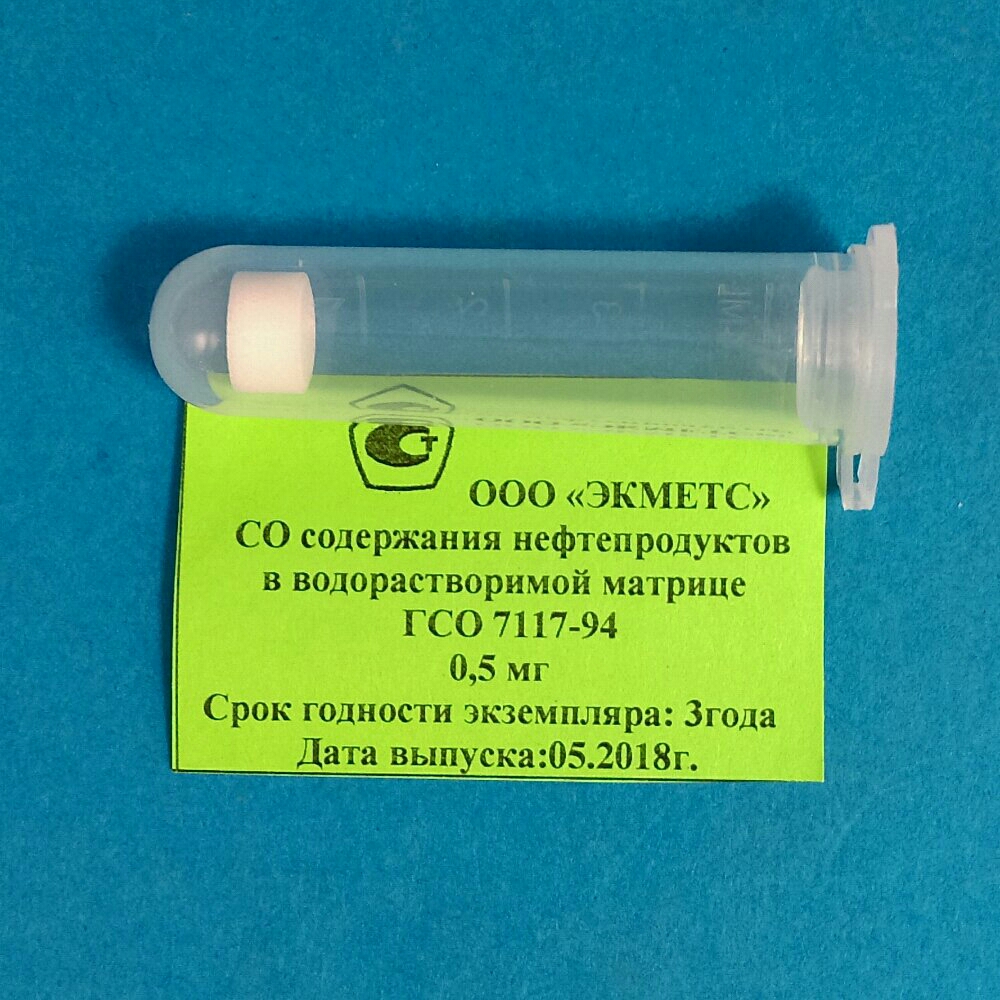 ООО «ЭКМЕТС»
СО содержания нефтепродуктов
в водорастворимой матрице
ГСО 7117-94
0,5 мг
Срок годности экземпляра: 3года
Дата выпуска:05.2018г.